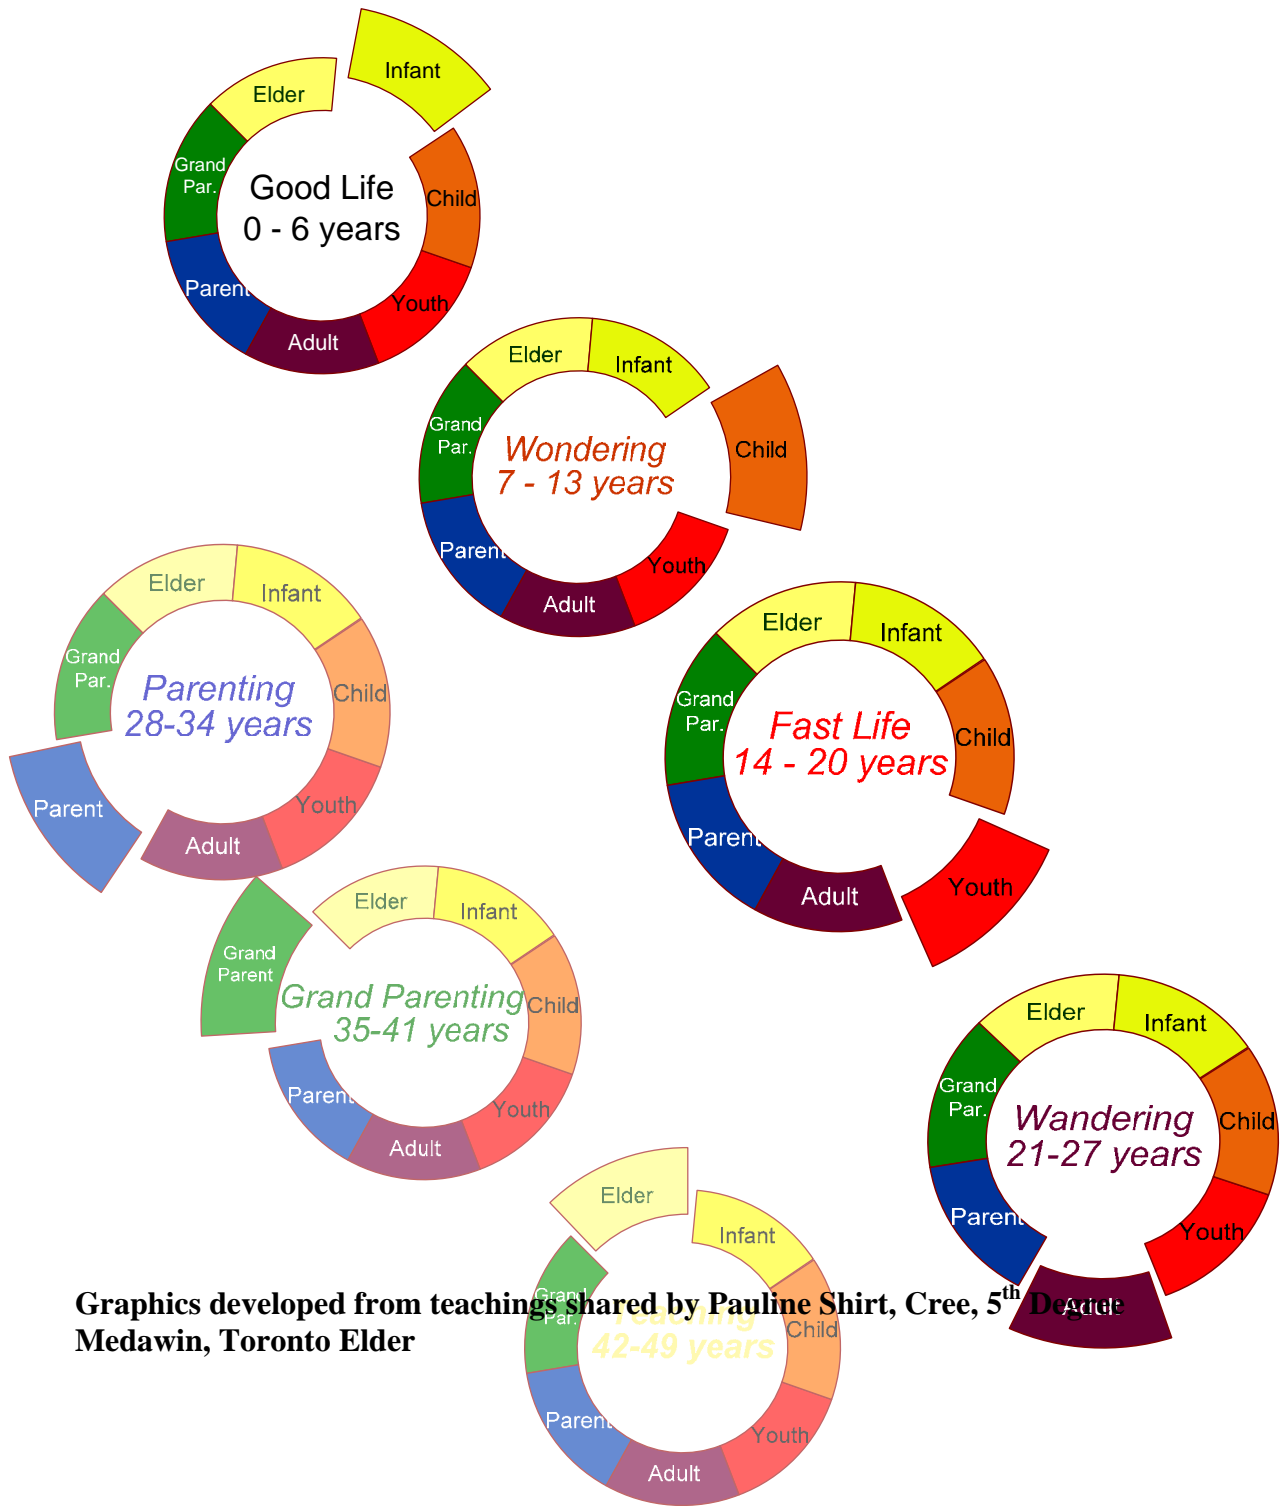 Infant
Elder
Grand
Par.
Good Life
0 - 6 years
Child
Parent
Youth
Adult
Elder
Infant
Grand
Par.
Wondering
7 - 13 years
Child
Parent
Youth
Adult
Elder
Infant
Grand
Par.
Fast Life
14 - 20 years
Child
Parent
Youth
Adult
Elder
Infant
Grand
Par.
Wandering
21-27 years
Child
Parent
Youth
Adult
Elder
Infant
Grand
Par.
Parenting
28-34 years
Child
Parent
Youth
Adult
Elder
Infant
Grand
Parent
Grand Parenting
35-41 years
Child
Parent
Youth
Adult
Elder
Infant
Grand
Par.
Teaching
42-49 years
Child
Parent
Youth
Adult
Graphics developed from teachings shared by Pauline Shirt, Cree, 5th Degree
Medawin, Toronto Elder